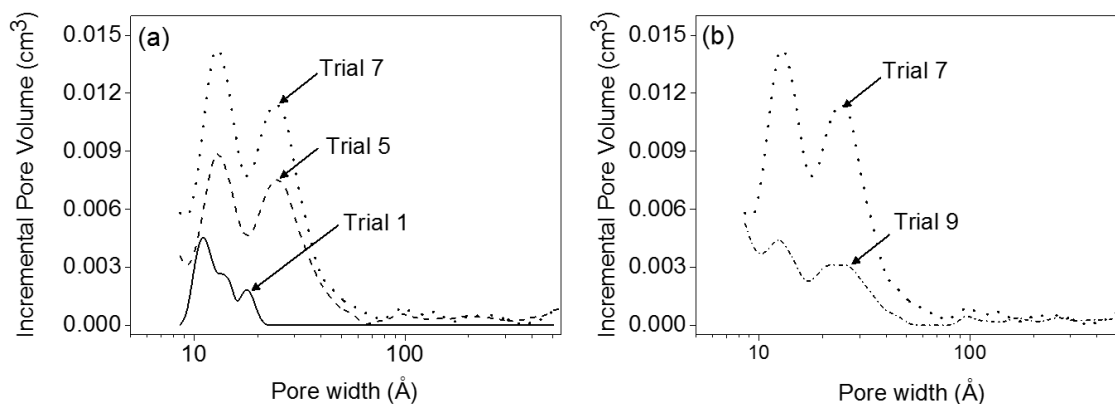 (a)
Incremental Pore Volume (cm³)
0.015
0.012
0.009
0.006
0.003
0.000
Trial 7
Trial 5
Trial 1
10
100
Pore width (Å)
(b)
Incremental Pore Volume (cm³)
0.015
0.012
0.009
0.006
0.003
0.000
Trial 7
Trial 9
10
100
Pore width (Å)